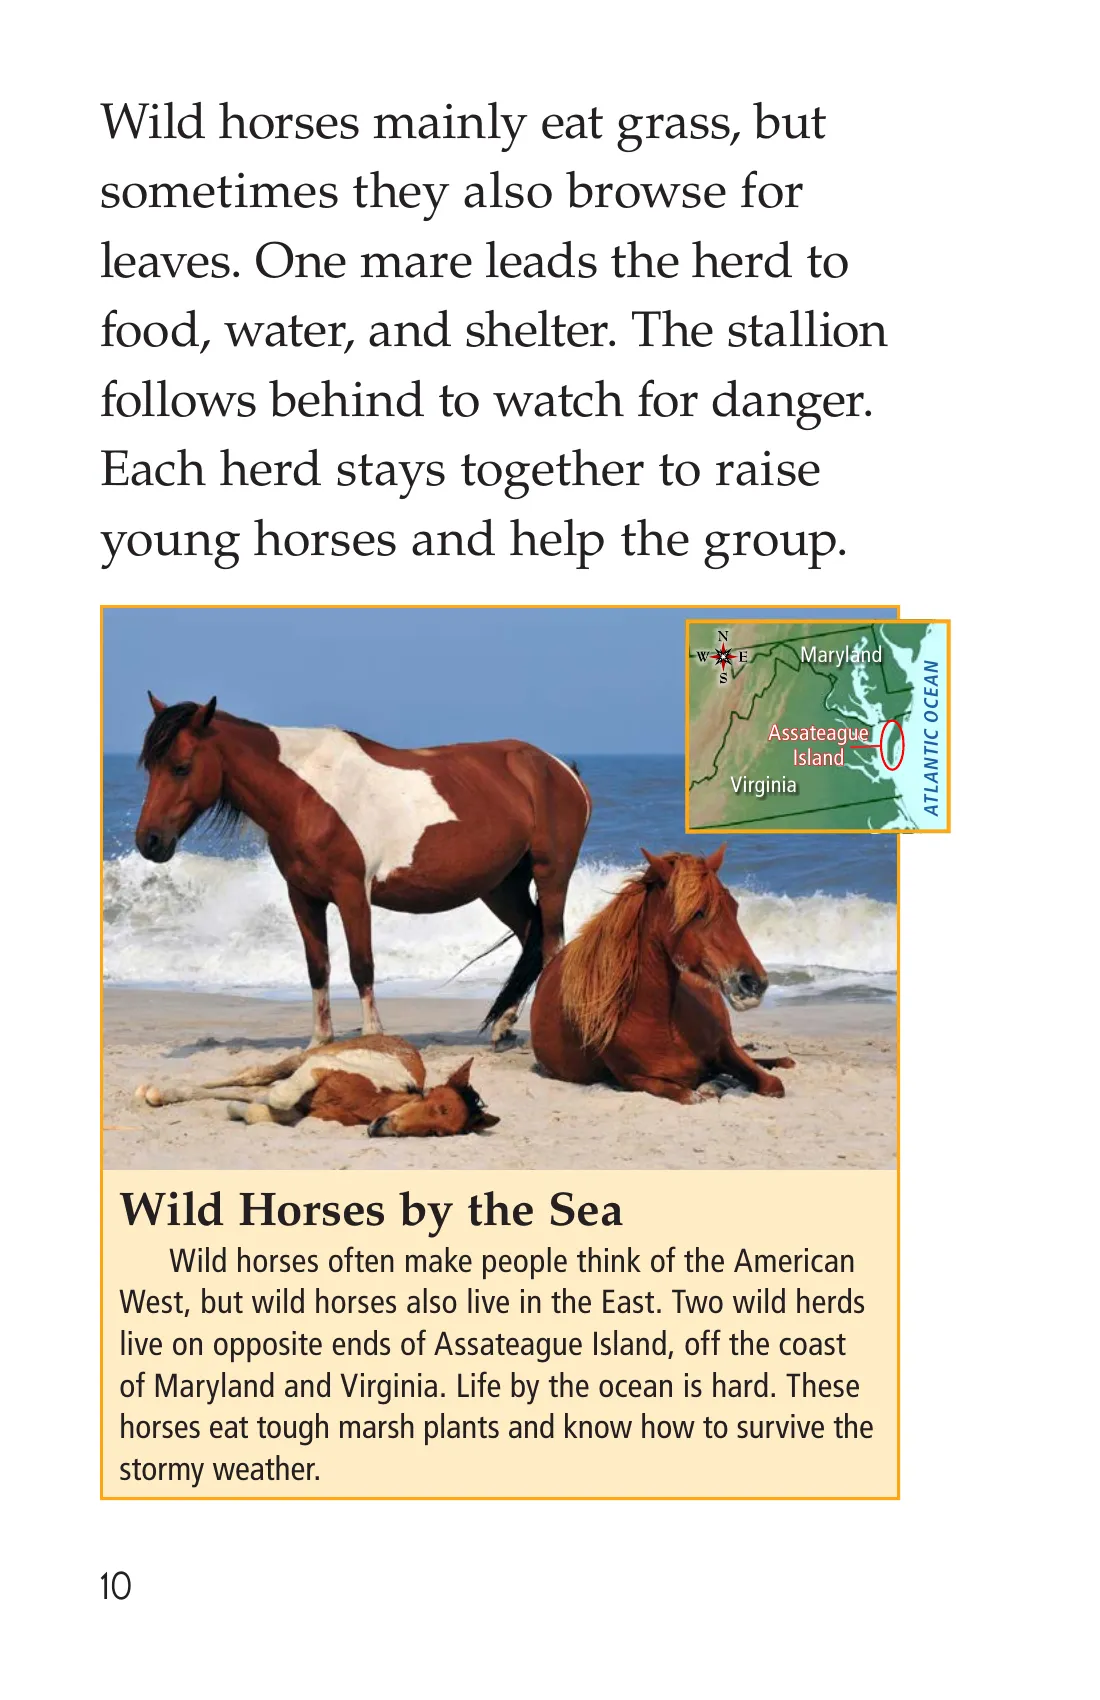 Wild horses mainly eat grass, but
sometimes they also browse for
leaves. One mare leads the herd to
food, water, and shelter. The stallion
follows behind to watch for danger.
Each herd stays together to raise
young horses and help the group.
N
W E
S
Maryland
Assateague
Island
Virginia
ATLANTIC OCEAN
Wild Horses by the Sea
Wild horses often make people think of the American
West, but wild horses also live in the East. Two wild herds
live on opposite ends of Assateague Island, off the coast
of Maryland and Virginia. Life by the ocean is hard. These
horses eat tough marsh plants and know how to survive the
stormy weather.
10